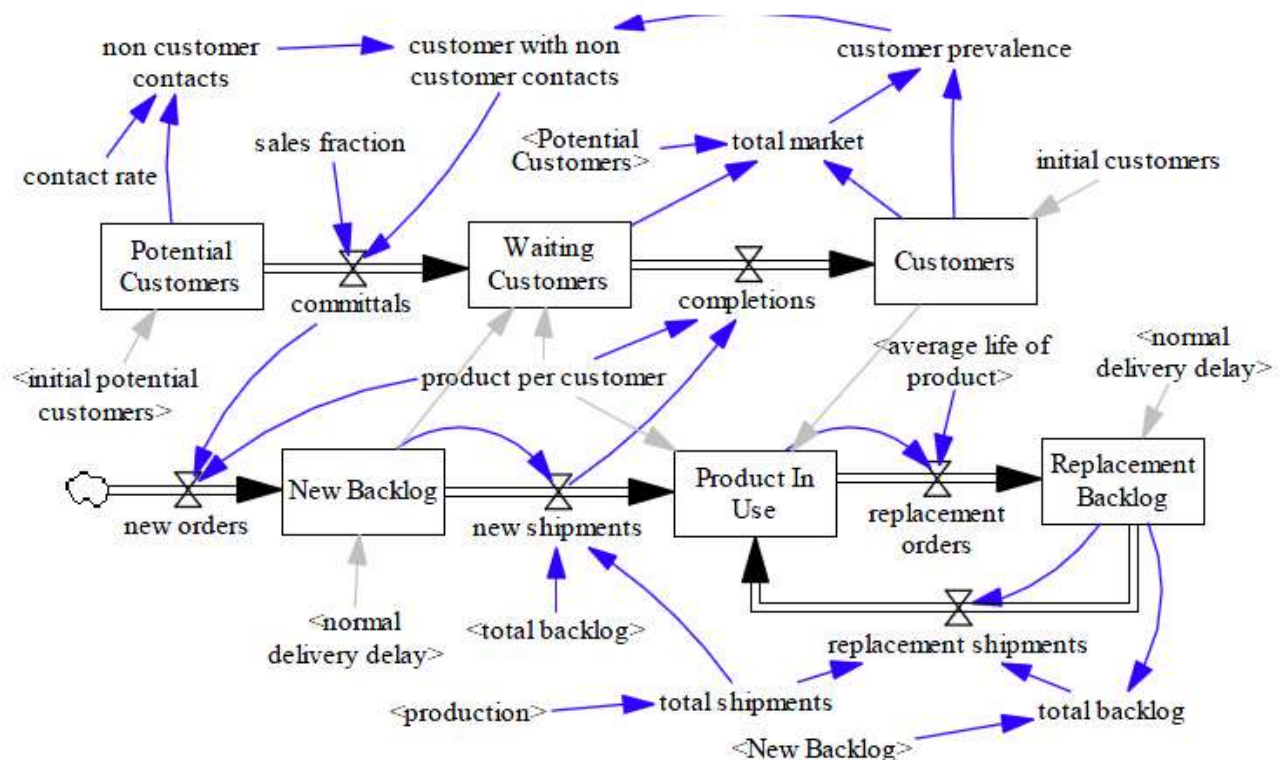 non customer
contacts
customer with non
customer contacts
customer prevalence
sales fraction
<Potential
Customers>
total market
contact rate
initial customers
Potential
Customers
Waiting
Customers
Customers
committals
completions
<initial potential
customers>
product per customer
<average life of
product>
<normal
delivery delay>
New Backlog
Product In
Use
Replacement
Backlog
new orders
new shipments
replacement
orders
<normal
delivery delay>
<total backlog>
replacement shipments
<production>
total shipments
total backlog
<New Backlog>